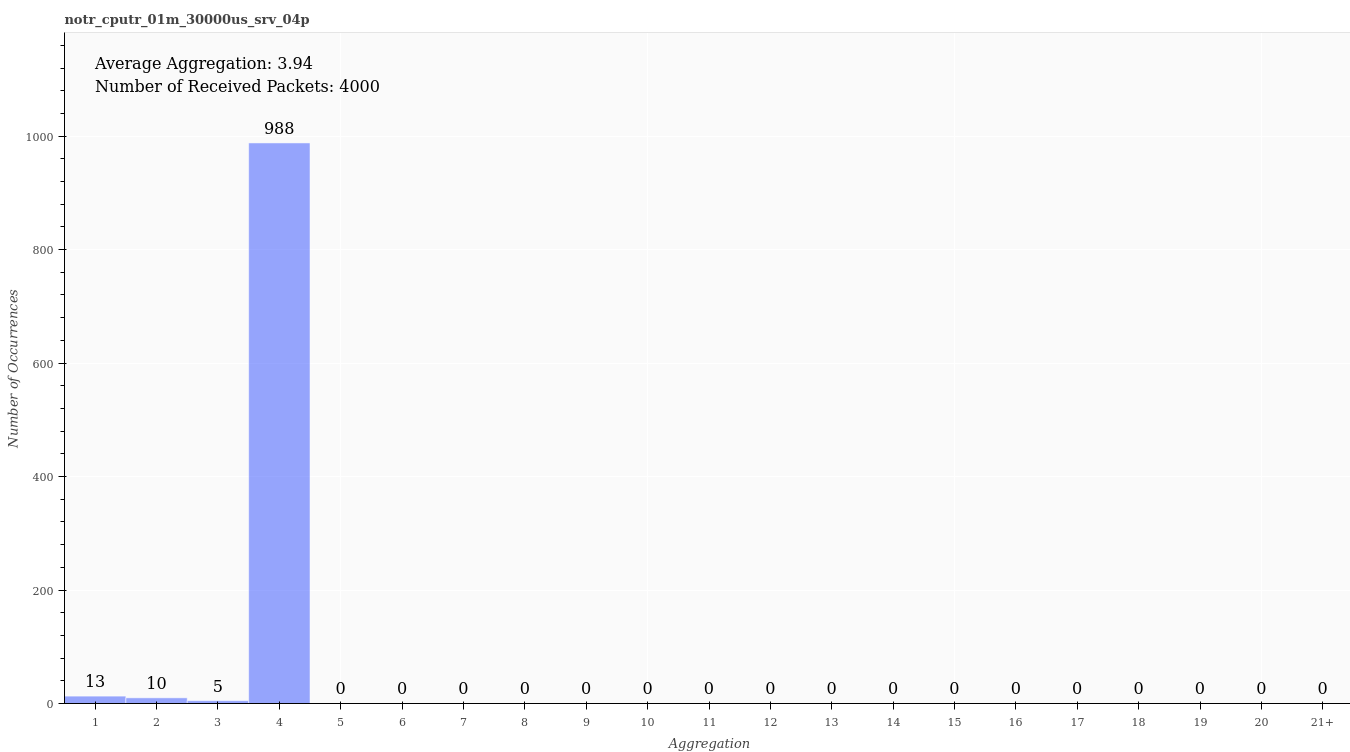 notr_cputr_01m_30000us_srv_04p
Average Aggregation: 3.94
Number of Received Packets: 4000
988
1000
800
600
400
200
0
Number of Occurrences
13 10 5 0 0 0 0 0 0 0 0 0 0 0 0 0 0 0 0 0
1 2 3 4 5 6 7 8 9 10 11 12 13 14 15 16 17 18 19 20 21+
Aggregation